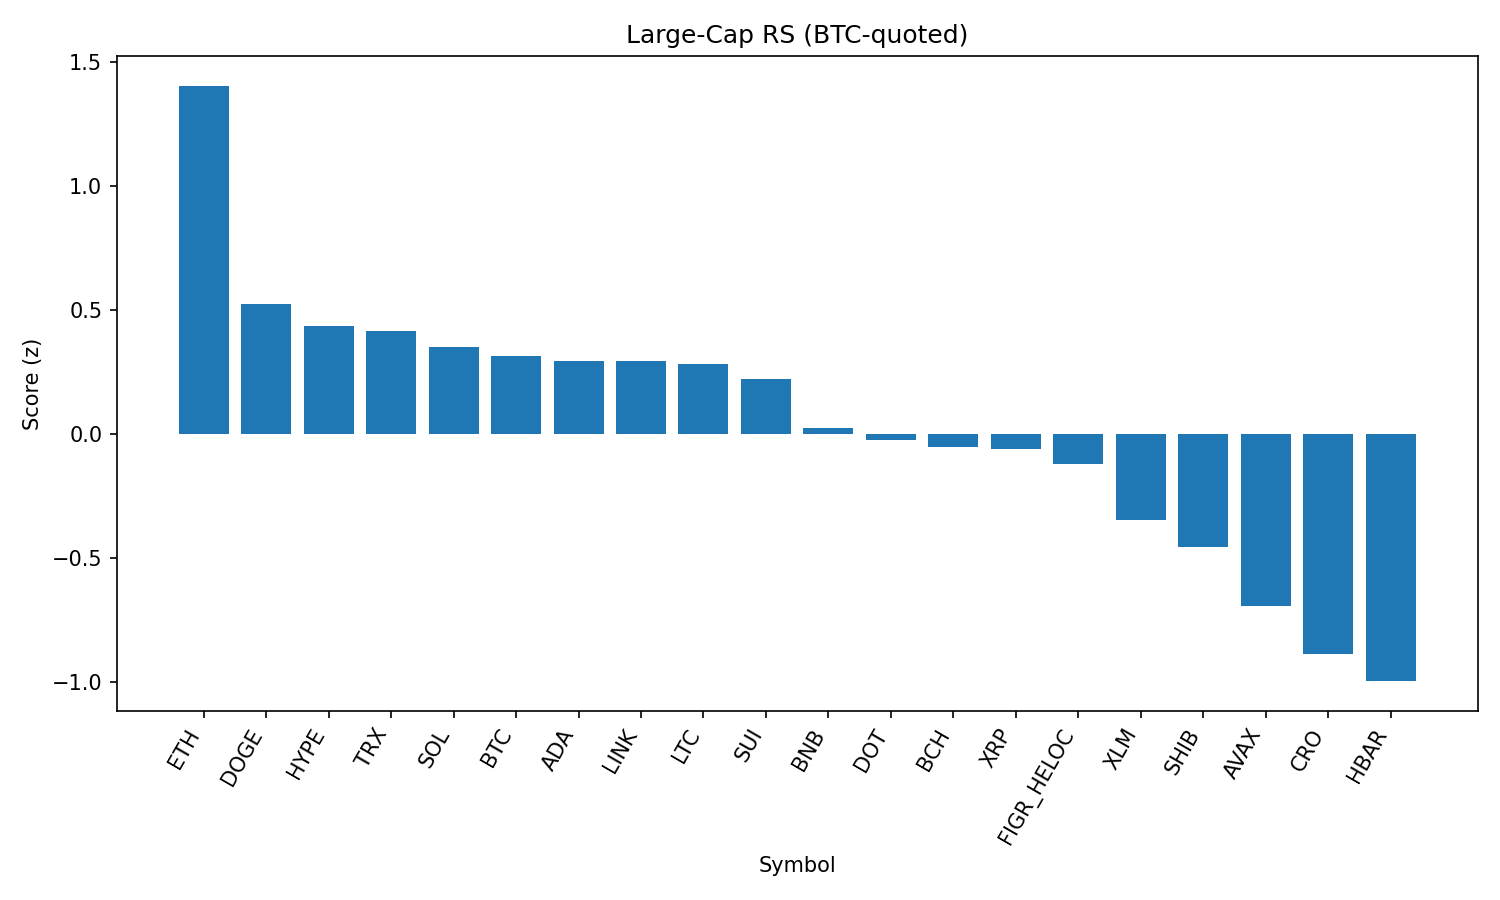 Large-Cap RS (BTC-quoted)
Score (z)
1.5
1.0
0.5
0.0
−0.5
−1.0
ETH
DOGE
HYPE
TRX
SOL
BTC
ADA
LINK
LTC
SUI
BNB
DOT
BCH
XRP
FIGR_HELOC
XLM
SHIB
AVAX
CRO
HBAR
Symbol